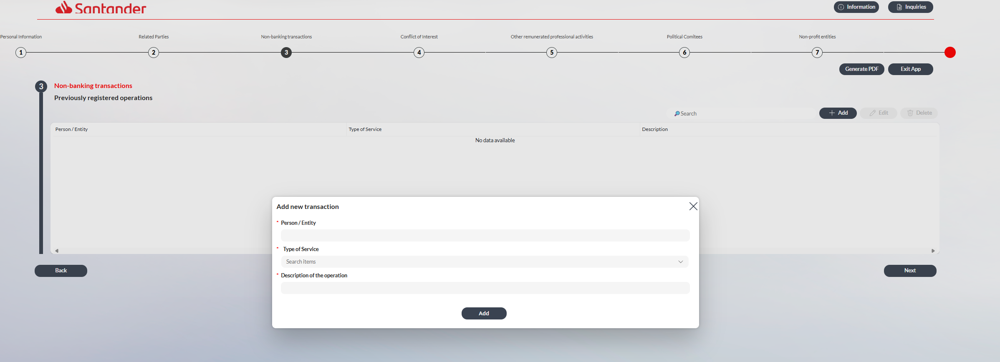 Santander
Information
Inquiries
Personal Information
Related Parties
Non-banking transactions
Conflict of Interest
Other remunerated professional activities
Political Comitees
Non-profit entities
1
2
3
4
5
6
7
Generate PDF
Exit App
3
Non-banking transactions
Previously registered operations
Search
Add
Edit
Delete
Person / Entity
Type of Service
Description
No data available
Add new transaction
* Person / Entity
* Type of Service
Search items
* Description of the operation
Add
Back
Next